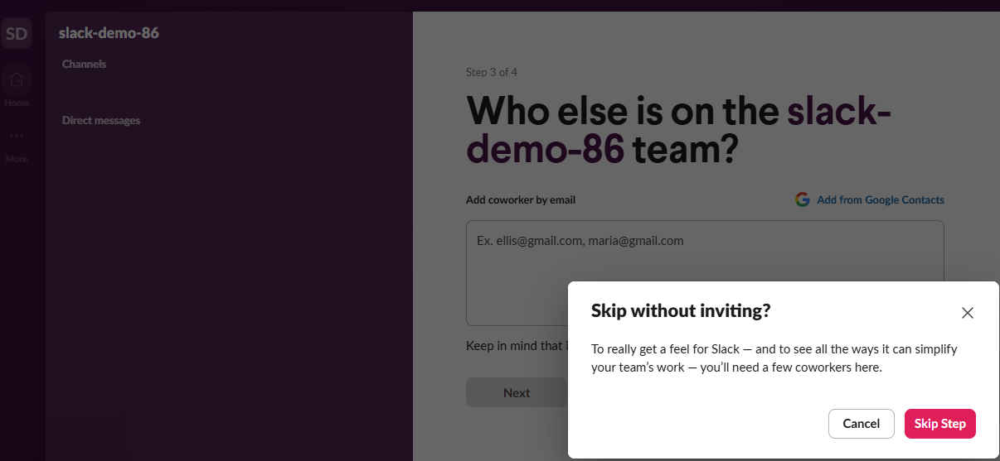 SD
slack-demo-86
Channels
Home
Direct messages
More
Step 3 of 4
Who else is on the slack-
demo-86 team?
Add coworker by email
Add from Google Contacts
Ex. ellis@gmail.com, maria@gmail.com
Keep in mind that
Next
Skip without inviting?
To really get a feel for Slack — and to see all the ways it can simplify
your team's work — you'll need a few coworkers here.
Cancel
Skip Step